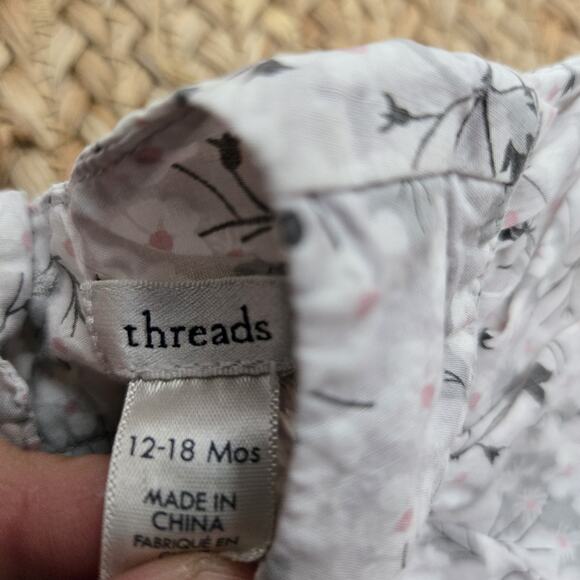 threads
12-18 Mos
MADE IN
CHINA
FABRIQUÉ EN